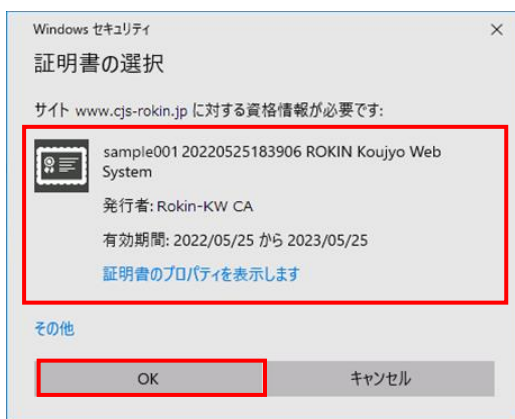 Windows セキュリティ
証明書の選択
サイト www.cjs-rokin.jp に対する資格情報が必要です:
sample001 20220525183906 ROKIN Koujyo Web
System
発行者: Rokin-KW CA
有効期間: 2022/05/25 から 2023/05/25
証明書のプロパティを表示します
その他
OK
キャンセル